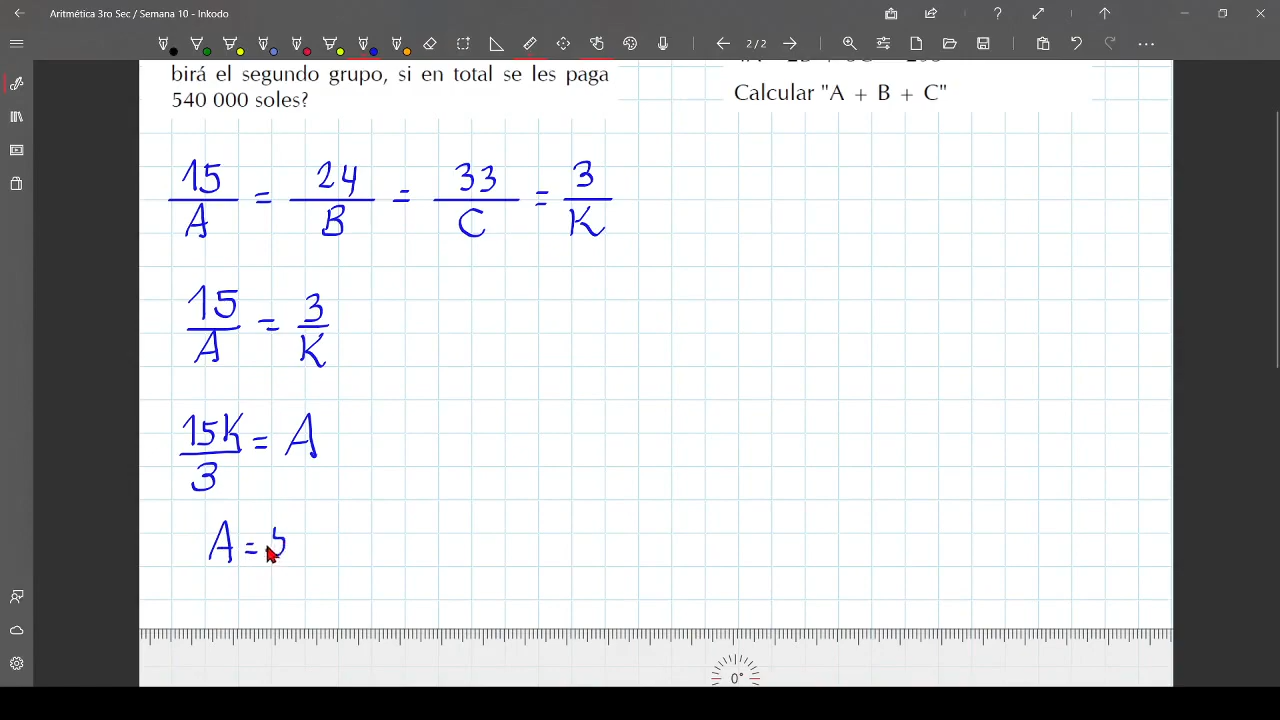 Aritmética 3ro Sec / Semana 10 - Inkodo
2/2
birá el segundo grupo, si en total se les paga
540 000 soles?
Calcular "A + B + C"
15/A = 24/B = 33/C = 3/K
15/A = 3/K
15K/3 = A
A = 5
0°